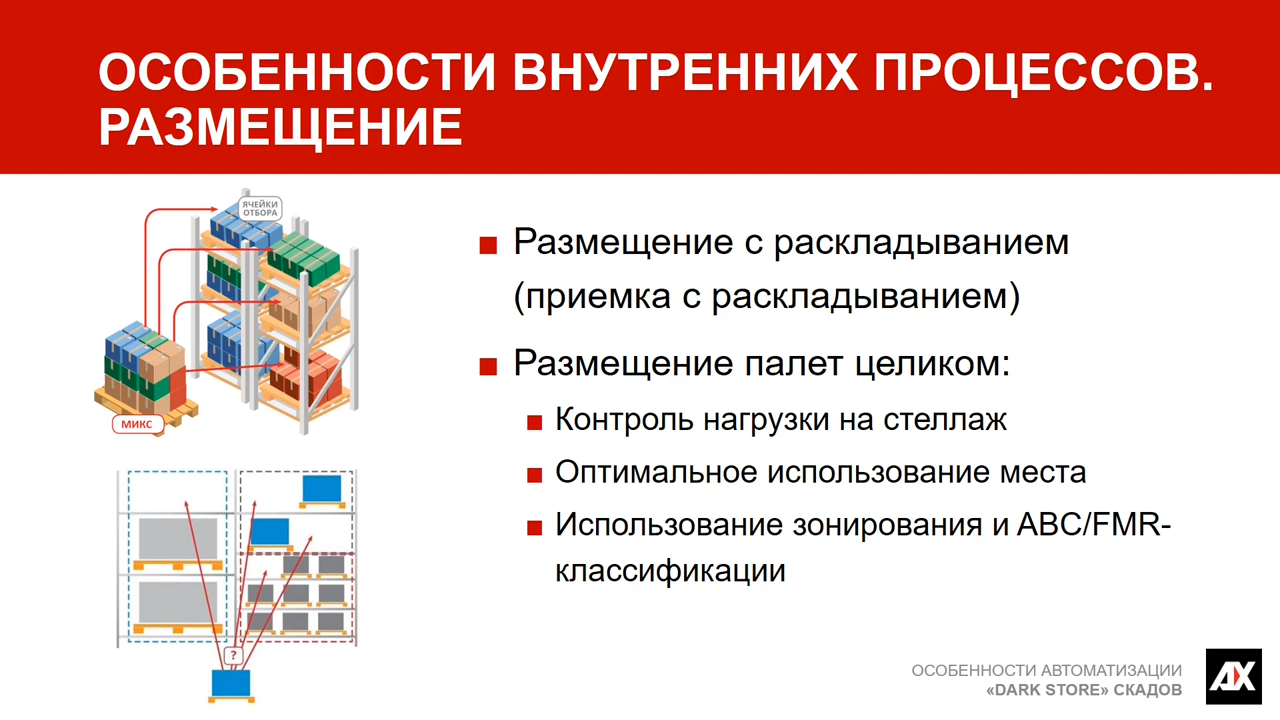 ОСОБЕННОСТИ ВНУТРЕННИХ ПРОЦЕССОВ.
РАЗМЕЩЕНИЕ
ЯЧЕЙКИ
ОТБОРА
МИКС
?
■ Размещение с раскладыванием
(приемка с раскладыванием)
■ Размещение палет целиком:
■ Контроль нагрузки на стеллаж
■ Оптимальное использование места
■ Использование зонирования и ABC/FMR-
классификации
ОСОБЕННОСТИ АВТОМАТИЗАЦИИ
«DARK STORE» СКАДОВ
AX